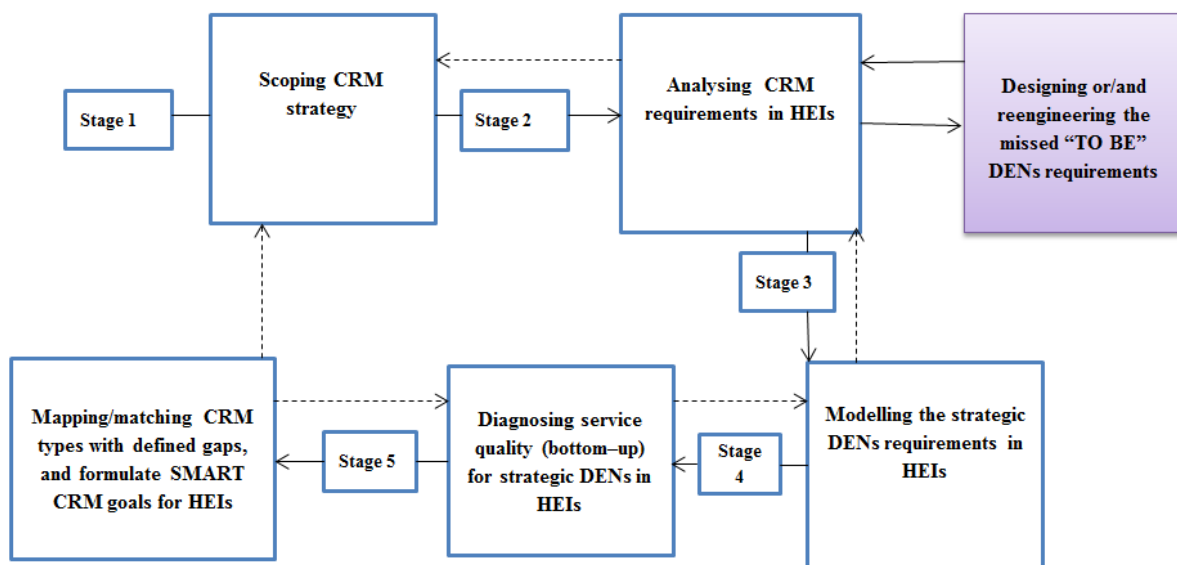 Stage 1
Scoping CRM
strategy
Stage 2
Analysing CRM
requirements in HEIs
Designing or/and
reengineering the
missed “TO BE”
DENs requirements
Stage 3
Mapping/matching CRM
types with defined gaps,
and formulate SMART
CRM goals for HEIs
Stage 5
Diagnosing service
quality (bottom–up)
for strategic DENs in
HEIs
Stage
4
Modelling the strategic
DENs requirements in
HEIs